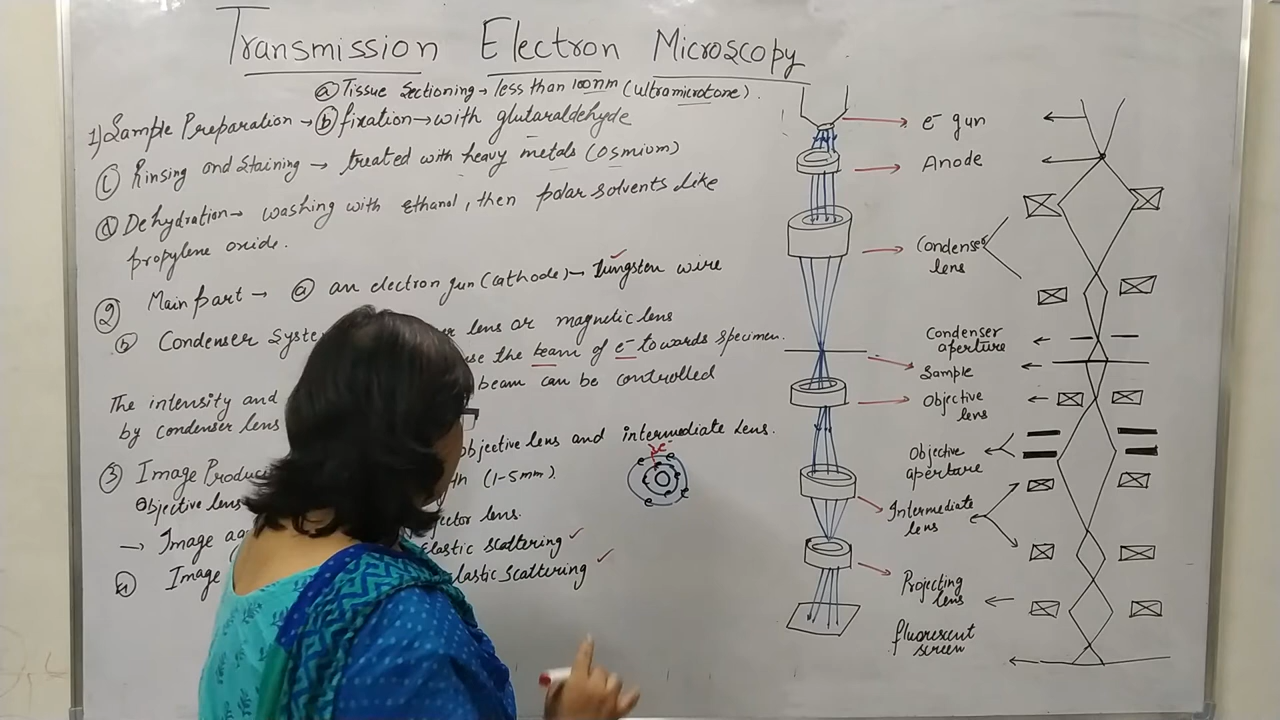 Transmission Electron Microscopy
ⓐ Tissue Sectioning → less than 100nm (ultramicrotone).
1) Sample Preparation → ⓑ fixation → with glutaraldehyde
ⓒ Rinsing and Staining → treated with heavy metals (Osmium)
ⓓ Dehydration → washing with ethanol, then polar solvents like
propylene oxide.
② Main part → ⓐ an electron gun (cathode) → tungsten wire
ⓑ Condenser Syste lens or magnetic lens
the beam of e⁻ towards specimen.
The intensity and beam can be controlled
by condenser lens
③ Image Produc objective lens and intermediate lens.
Objective lens (1-5mm).
→ Image lens.
Elastic scattering ✓
④ Image elastic scattering ✓
e⁻
e e
e e
e⁻ gun
Anode
Condenser
lens
Condenser
aperture
Sample
Objective
lens
Objective
aperture
Intermediate
lens
Projecting
lens
fluorescent
screen